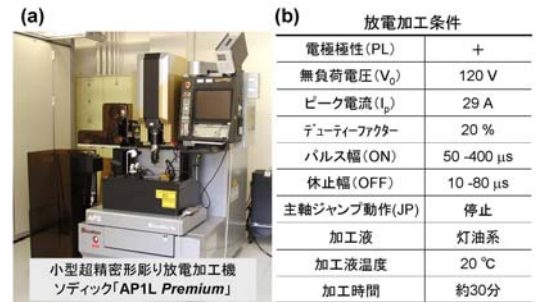 (a)
小型超精密形彫り放電加工機
ソディック「AP1L Premium」
(b)
放電加工条件
電極極性(PL) +
無負荷電圧(V₀) 120 V
ピーク電流(Iₚ) 29 A
デューティーファクター 20 %
パルス幅(ON) 50 -400 μs
休止幅(OFF) 10 -80 μs
主軸ジャンプ動作(JP) 停止
加工液 灯油系
加工液温度 20 ℃
加工時間 約30分